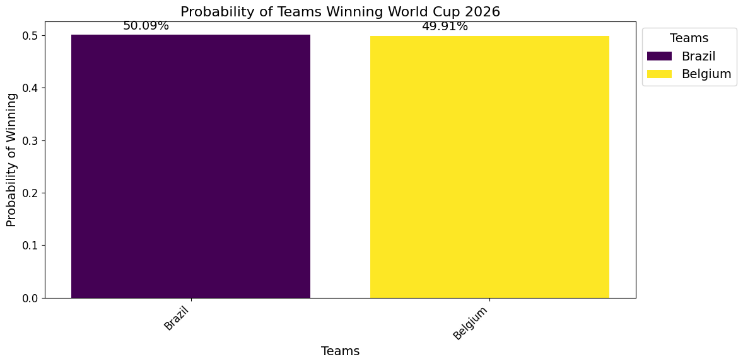 Probability of Teams Winning World Cup 2026
50.09%
49.91%
Teams
Brazil
Belgium
0.5
0.4
0.3
0.2
0.1
0.0
Probability of Winning
Brazil
Belgium
Teams